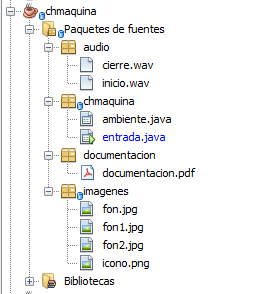 chmaquina
Paquetes de fuentes
audio
cierre.wav
inicio.wav
chmaquina
ambiente.java
entrada.java
documentacion
documentacion.pdf
imagenes
fon.jpg
fon1.jpg
fon2.jpg
icono.png
Bibliotecas